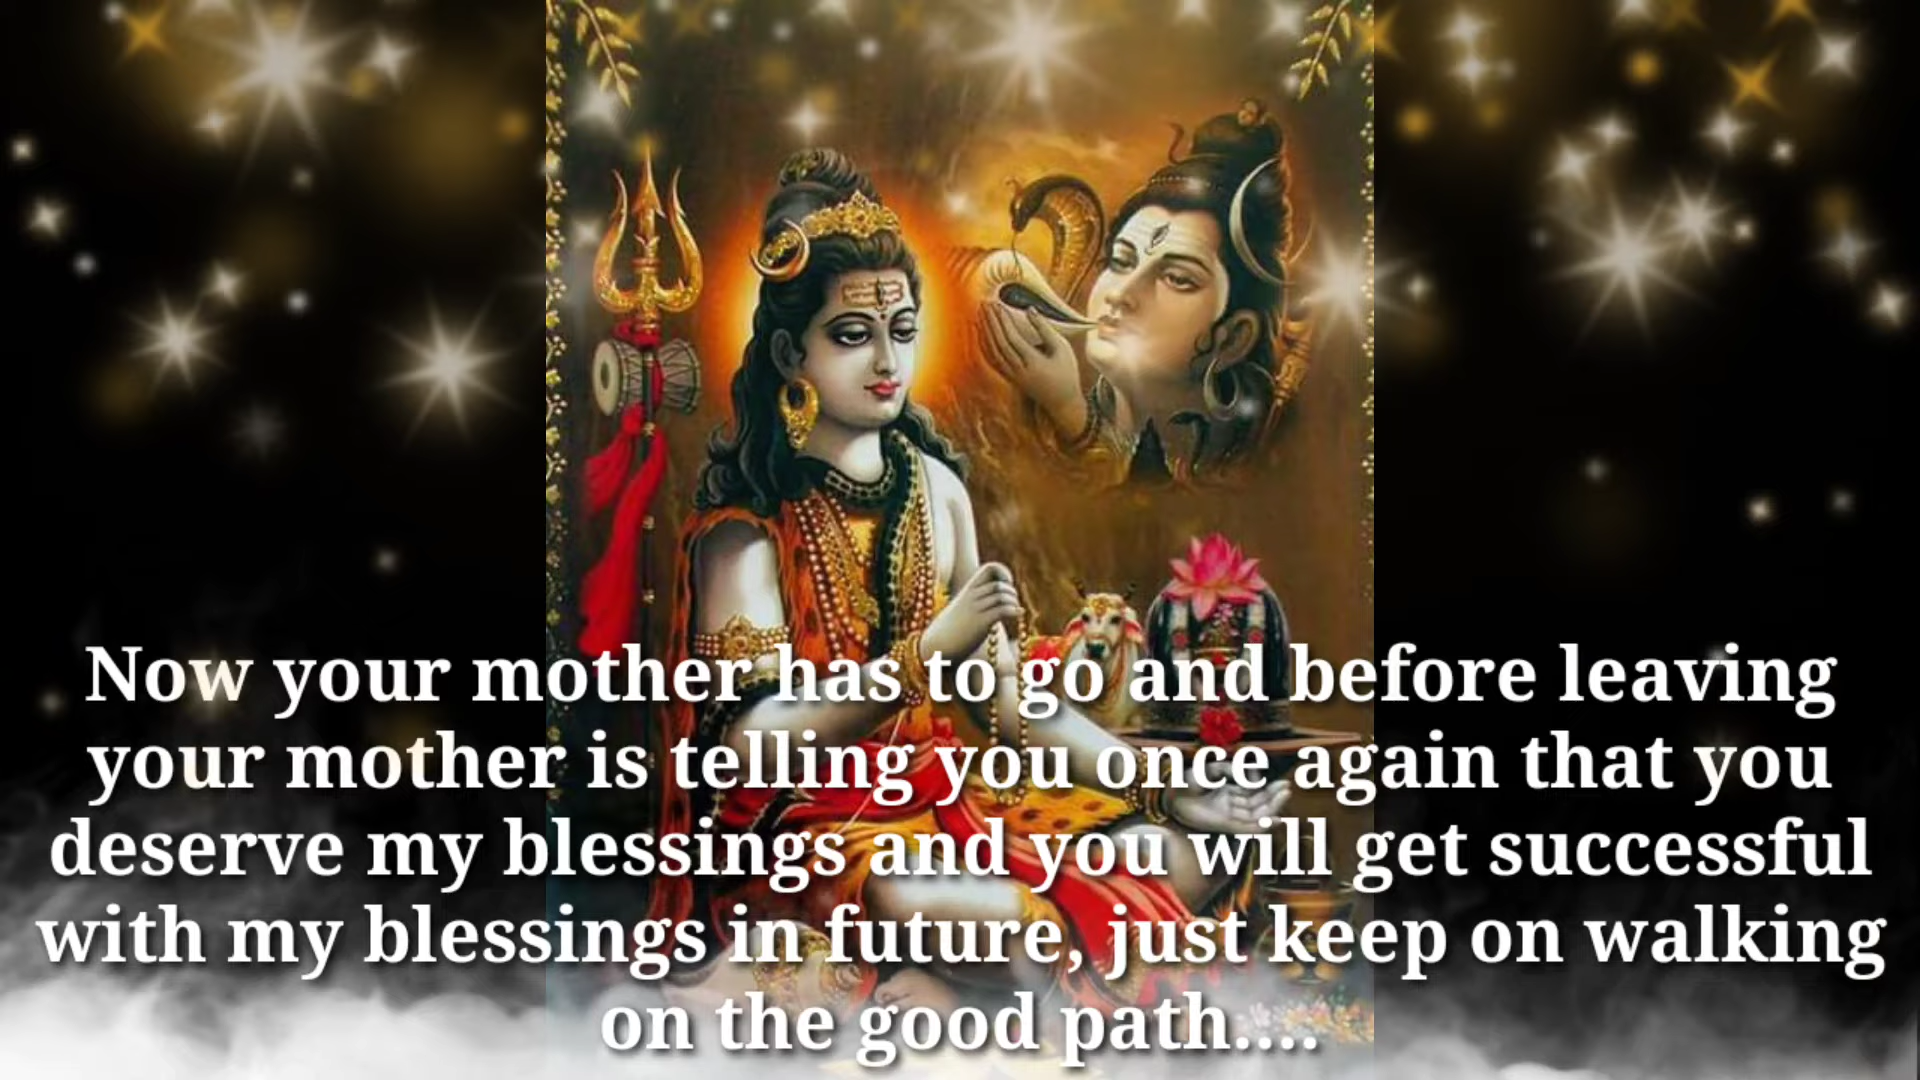 Now your mother has to go and before leaving
your mother is telling you once again that you
deserve my blessings and you will get successful
with my blessings in future, just keep on walking
on the good path....